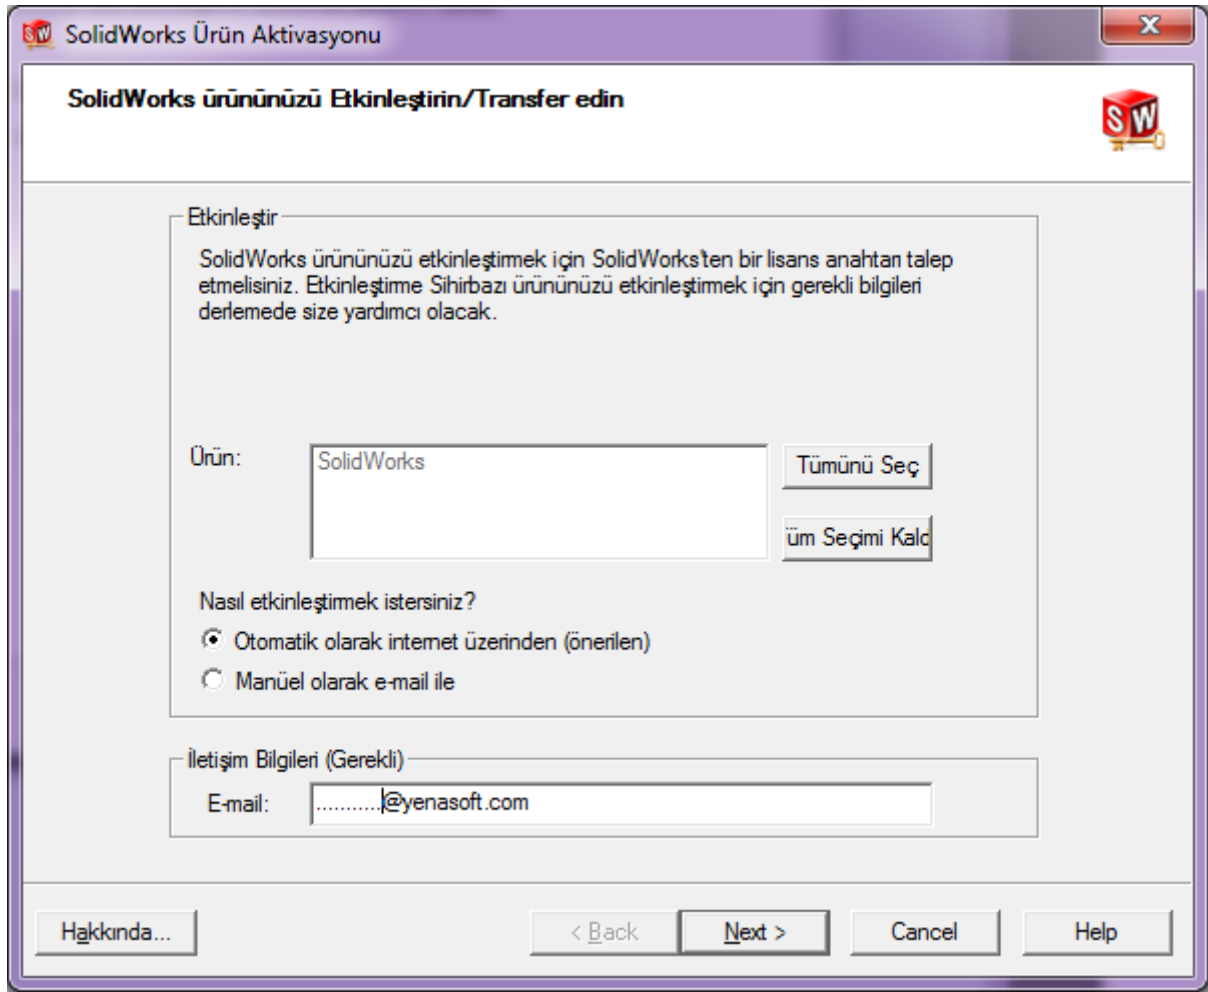 SolidWorks Ürün Aktivasyonu
SolidWorks ürününüzü Etkinleştirin/Transfer edin
SW
Etkinleştir
SolidWorks ürününüzü etkinleştirmek için SolidWorks'ten bir lisans anahtarı talep
etmelisiniz. Etkinleştirme Sihirbazı ürününüzü etkinleştirmek için gerekli bilgileri
derlemede size yardımcı olacak.
Ürün:
SolidWorks
Tümünü Seç
üm Seçimi Kald
Nasıl etkinleştirmek istersiniz?
Otomatik olarak internet üzerinden (önerilen)
Manüel olarak e-mail ile
İletişim Bilgileri (Gerekli)
E-mail:
...........@yenasoft.com
Hakkında...
< Back
Next >
Cancel
Help